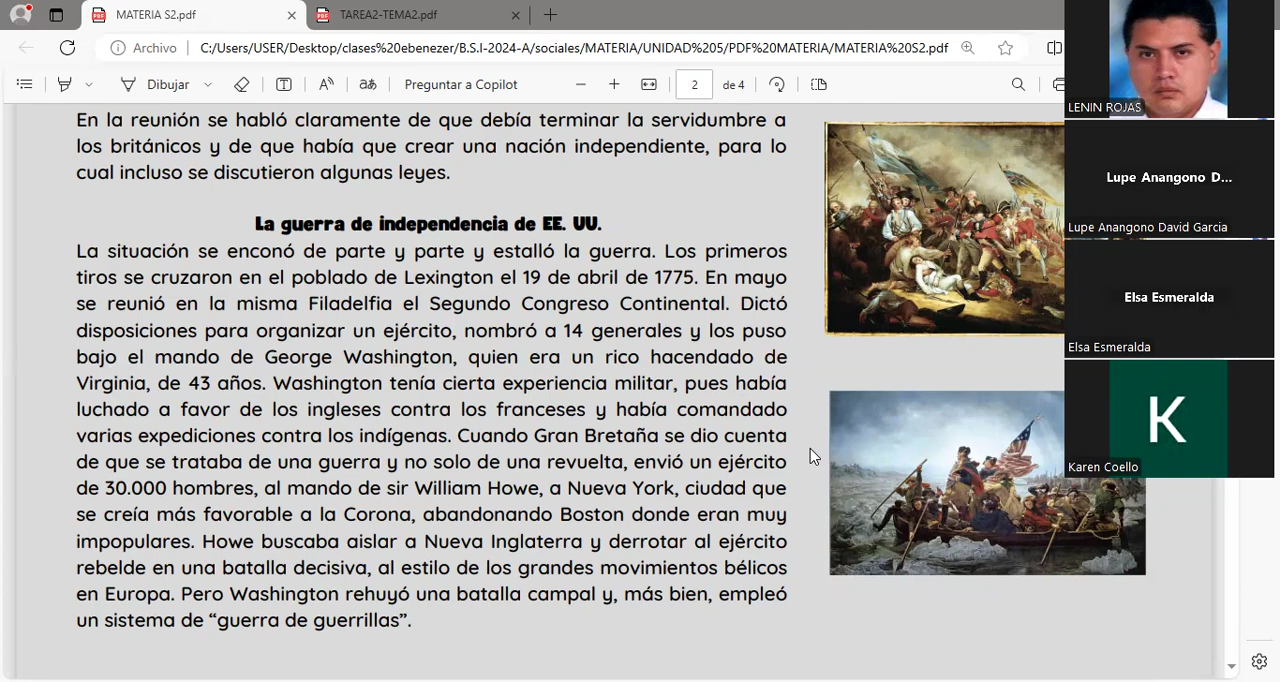 MATERIA S2.pdf
TAREA2-TEMA2.pdf
Archivo
C:/Users/USER/Desktop/clases%20ebenezer/B.S.I-2024-A/sociales/MATERIA/UNIDAD%205/PDF%20MATERIA/MATERIA%20S2.pdf
Dibujar
aあ
Preguntar a Copilot
2
de 4
En la reunión se habló claramente de que debía terminar la servidumbre a
los británicos y de que había que crear una nación independiente, para lo
cual incluso se discutieron algunas leyes.
La guerra de independencia de EE. UU.
La situación se enconó de parte y parte y estalló la guerra. Los primeros
tiros se cruzaron en el poblado de Lexington el 19 de abril de 1775. En mayo
se reunió en la misma Filadelfia el Segundo Congreso Continental. Dictó
disposiciones para organizar un ejército, nombró a 14 generales y los puso
bajo el mando de George Washington, quien era un rico hacendado de
Virginia, de 43 años. Washington tenía cierta experiencia militar, pues había
luchado a favor de los ingleses contra los franceses y había comandado
varias expediciones contra los indígenas. Cuando Gran Bretaña se dio cuenta
de que se trataba de una guerra y no solo de una revuelta, envió un ejército
de 30.000 hombres, al mando de sir William Howe, a Nueva York, ciudad que
se creía más favorable a la Corona, abandonando Boston donde eran muy
impopulares. Howe buscaba aislar a Nueva Inglaterra y derrotar al ejército
rebelde en una batalla decisiva, al estilo de los grandes movimientos bélicos
en Europa. Pero Washington rehuyó una batalla campal y, más bien, empleó
un sistema de “guerra de guerrillas”.
LENIN ROJAS
Lupe Anangono D...
Lupe Anangono David Garcia
Elsa Esmeralda
Elsa Esmeralda
K
Karen Coello